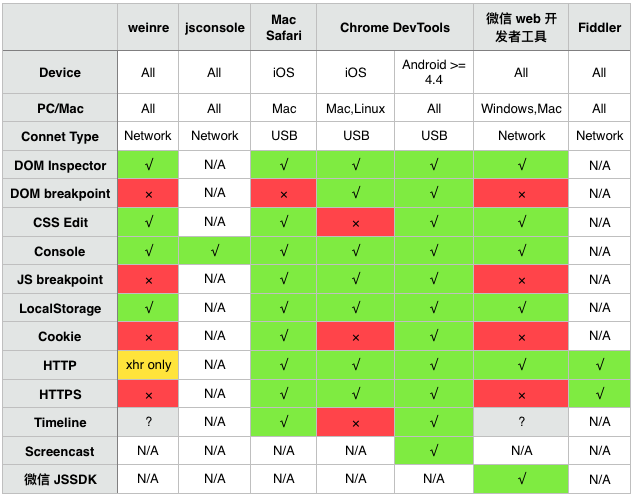 weinre jsconsole Mac Safari Chrome DevTools 微信 web 开发者工具 Fiddler
Device All All iOS iOS Android >= 4.4 All All
PC/Mac All All Mac Mac,Linux All Windows,Mac All
Connet Type Network Network USB USB USB Network Network
DOM Inspector √ N/A √ √ √ √ N/A
DOM breakpoint × N/A × √ √ × N/A
CSS Edit √ N/A √ × √ √ N/A
Console √ √ √ √ √ √ N/A
JS breakpoint × N/A √ √ √ × N/A
LocalStorage √ N/A √ √ √ √ N/A
Cookie × N/A √ × √ × N/A
HTTP xhr only N/A √ √ √ √ √
HTTPS × N/A √ √ √ × √
Timeline ? N/A √ × √ ? N/A
Screencast N/A N/A N/A N/A √ N/A N/A
微信 JSSDK N/A N/A N/A N/A N/A √ N/A